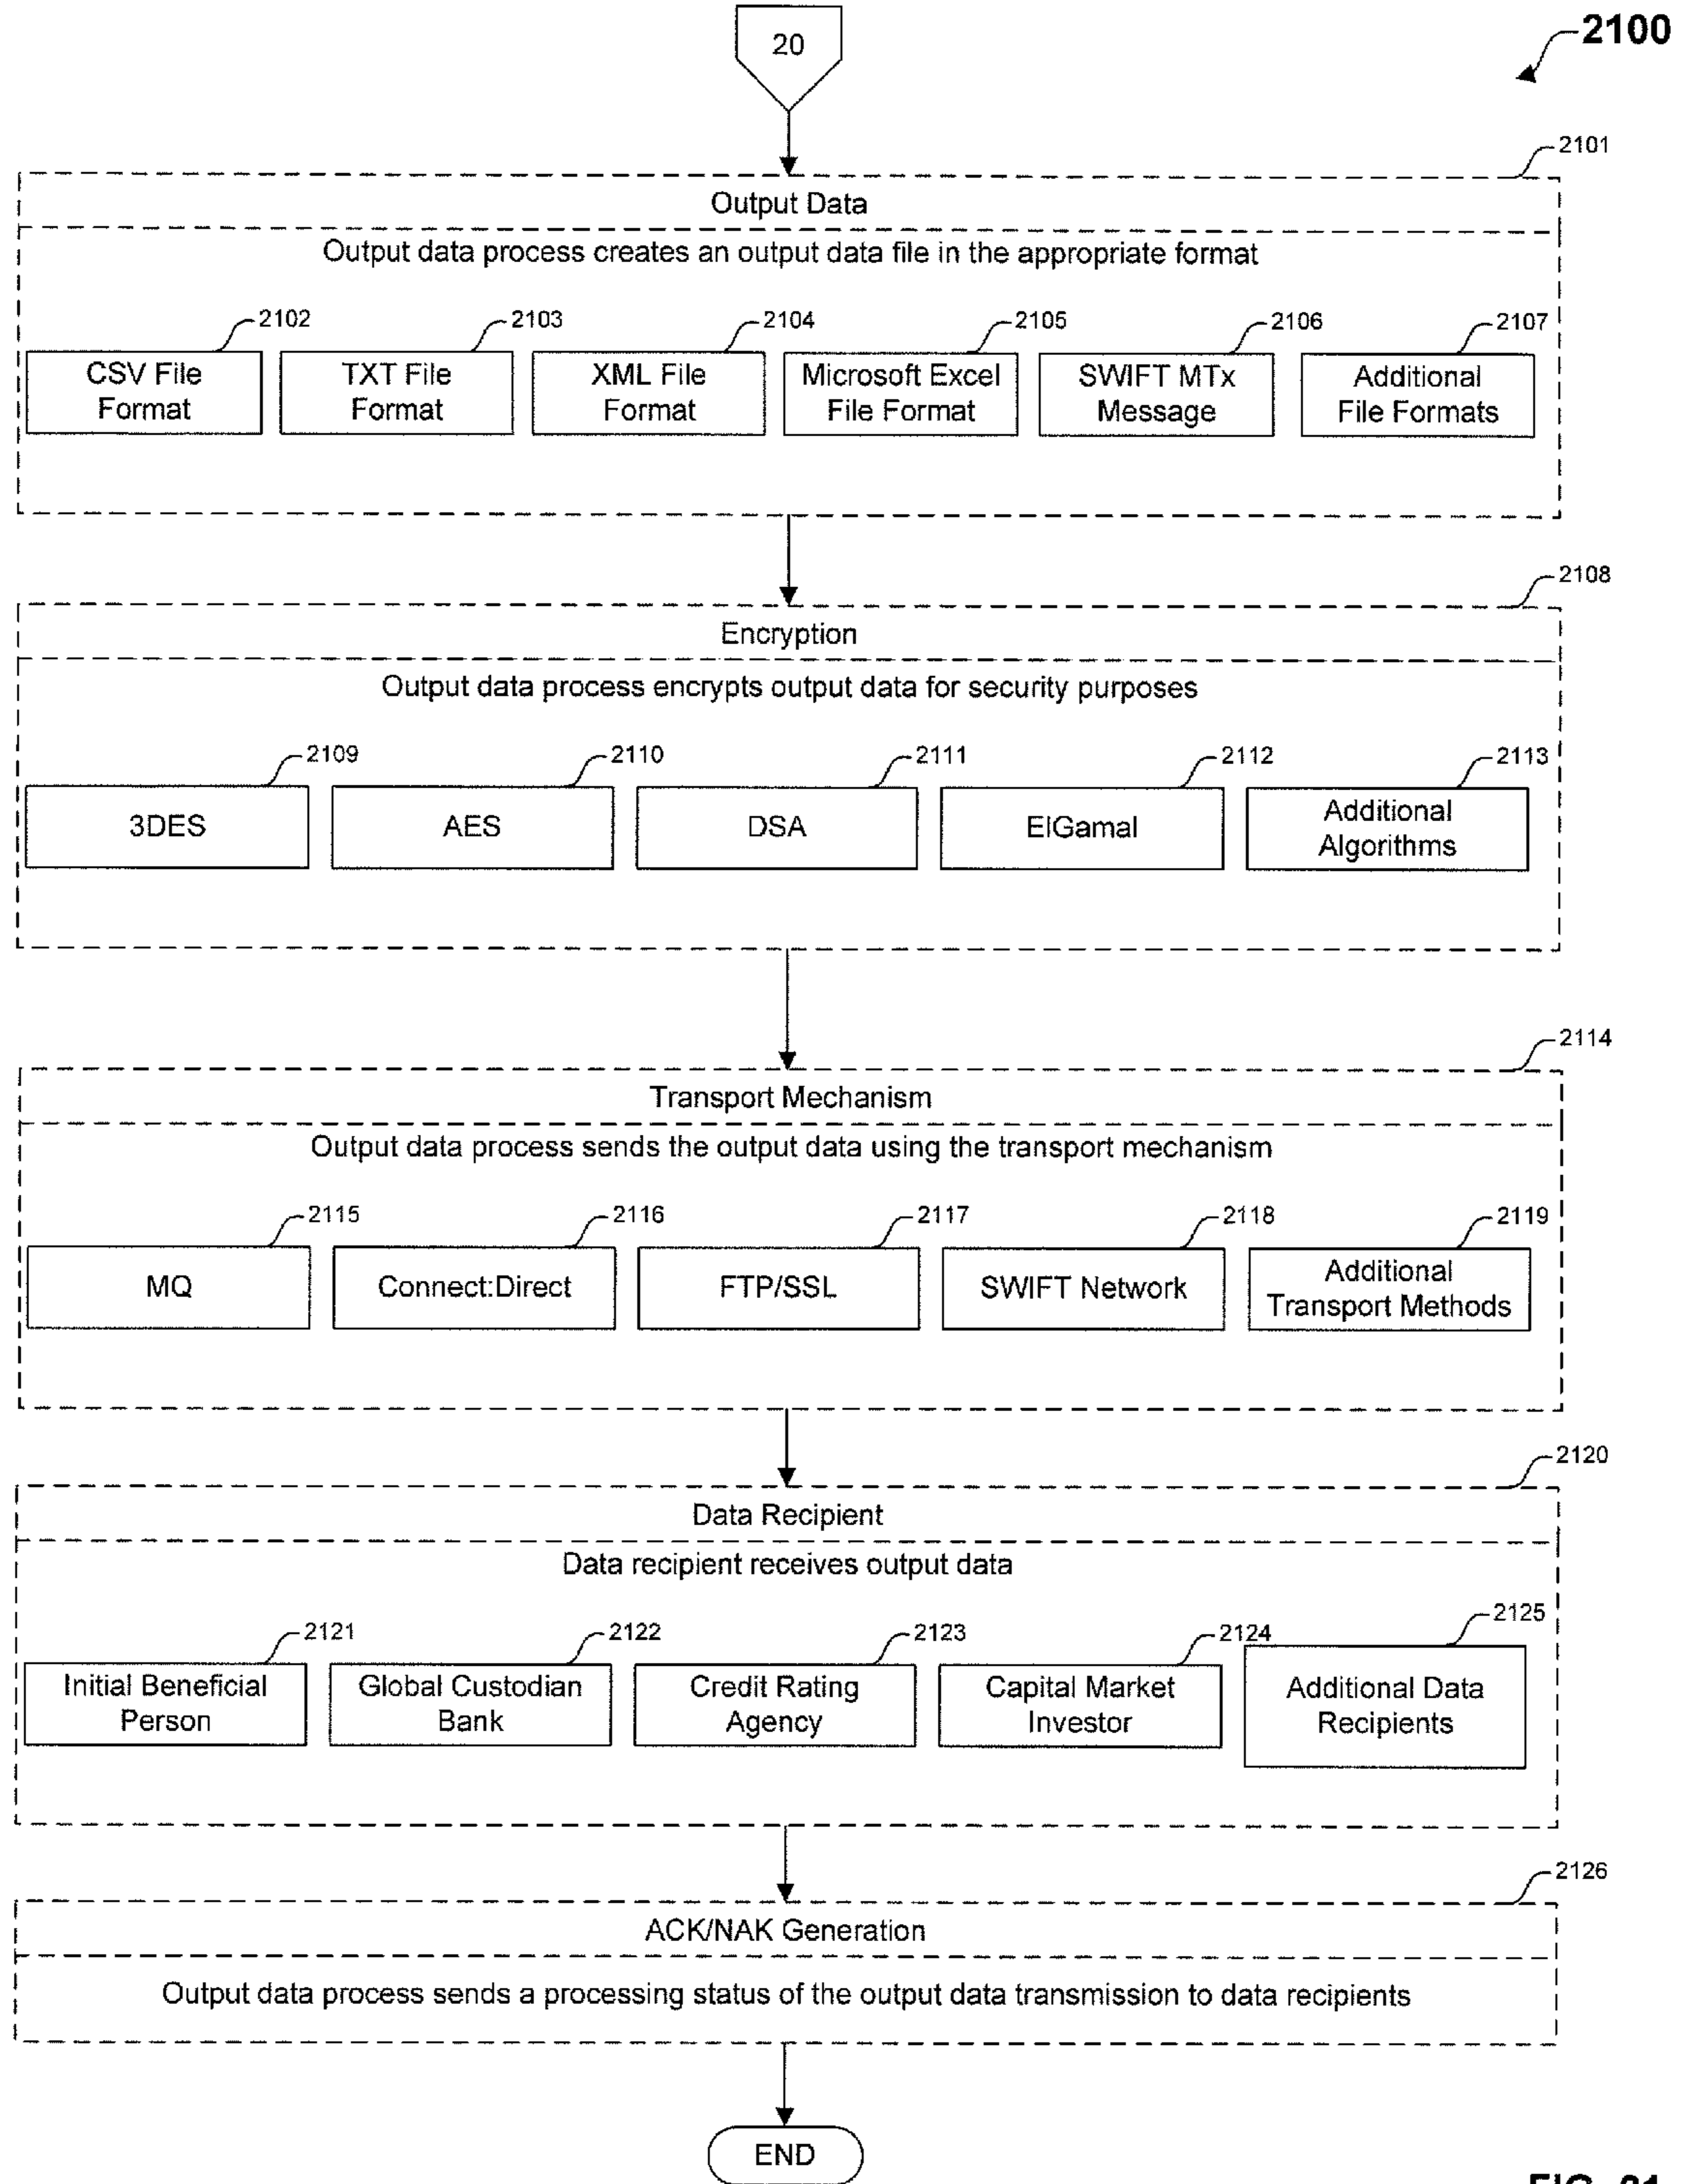 20
2100
2101
Output Data
Output data process creates an output data file in the appropriate format
2102
2103
2104
2105
2106
2107
CSV File
Format
TXT File
Format
XML File
Format
Microsoft Excel
File Format
SWIFT MTx
Message
Additional
File Formats
2108
Encryption
Output data process encrypts output data for security purposes
2109
2110
2111
2112
2113
3DES
AES
DSA
ElGamal
Additional
Algorithms
2114
Transport Mechanism
Output data process sends the output data using the transport mechanism
2115
2116
2117
2118
2119
MQ
Connect:Direct
FTP/SSL
SWIFT Network
Additional
Transport Methods
2120
Data Recipient
Data recipient receives output data
2121
2122
2123
2124
2125
Initial Beneficial
Person
Global Custodian
Bank
Credit Rating
Agency
Capital Market
Investor
Additional Data
Recipients
2126
ACK/NAK Generation
Output data process sends a processing status of the output data transmission to data recipients
END
FIG. 21